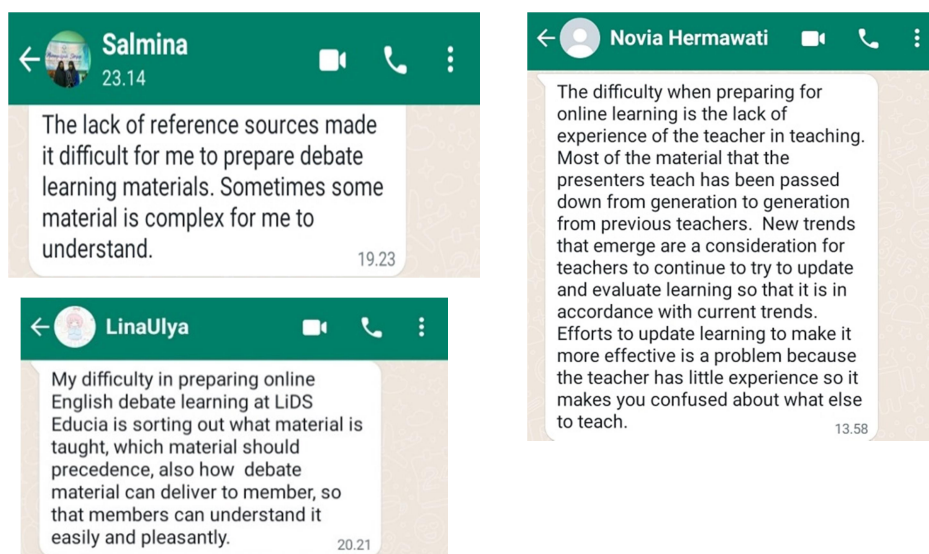 Salmina
23.14
The lack of reference sources made
it difficult for me to prepare debate
learning materials. Sometimes some
material is complex for me to
understand.
19.23
LinaUlya
My difficulty in preparing online
English debate learning at LiDS
Educia is sorting out what material is
taught, which material should
precedence, also how debate
material can deliver to member, so
that members can understand it
easily and pleasantly.
20.21
Novia Hermawati
The difficulty when preparing for
online learning is the lack of
experience of the teacher in teaching.
Most of the material that the
presenters teach has been passed
down from generation to generation
from previous teachers. New trends
that emerge are a consideration for
teachers to continue to try to update
and evaluate learning so that it is in
accordance with current trends.
Efforts to update learning to make it
more effective is a problem because
the teacher has little experience so it
makes you confused about what else
to teach.
13.58